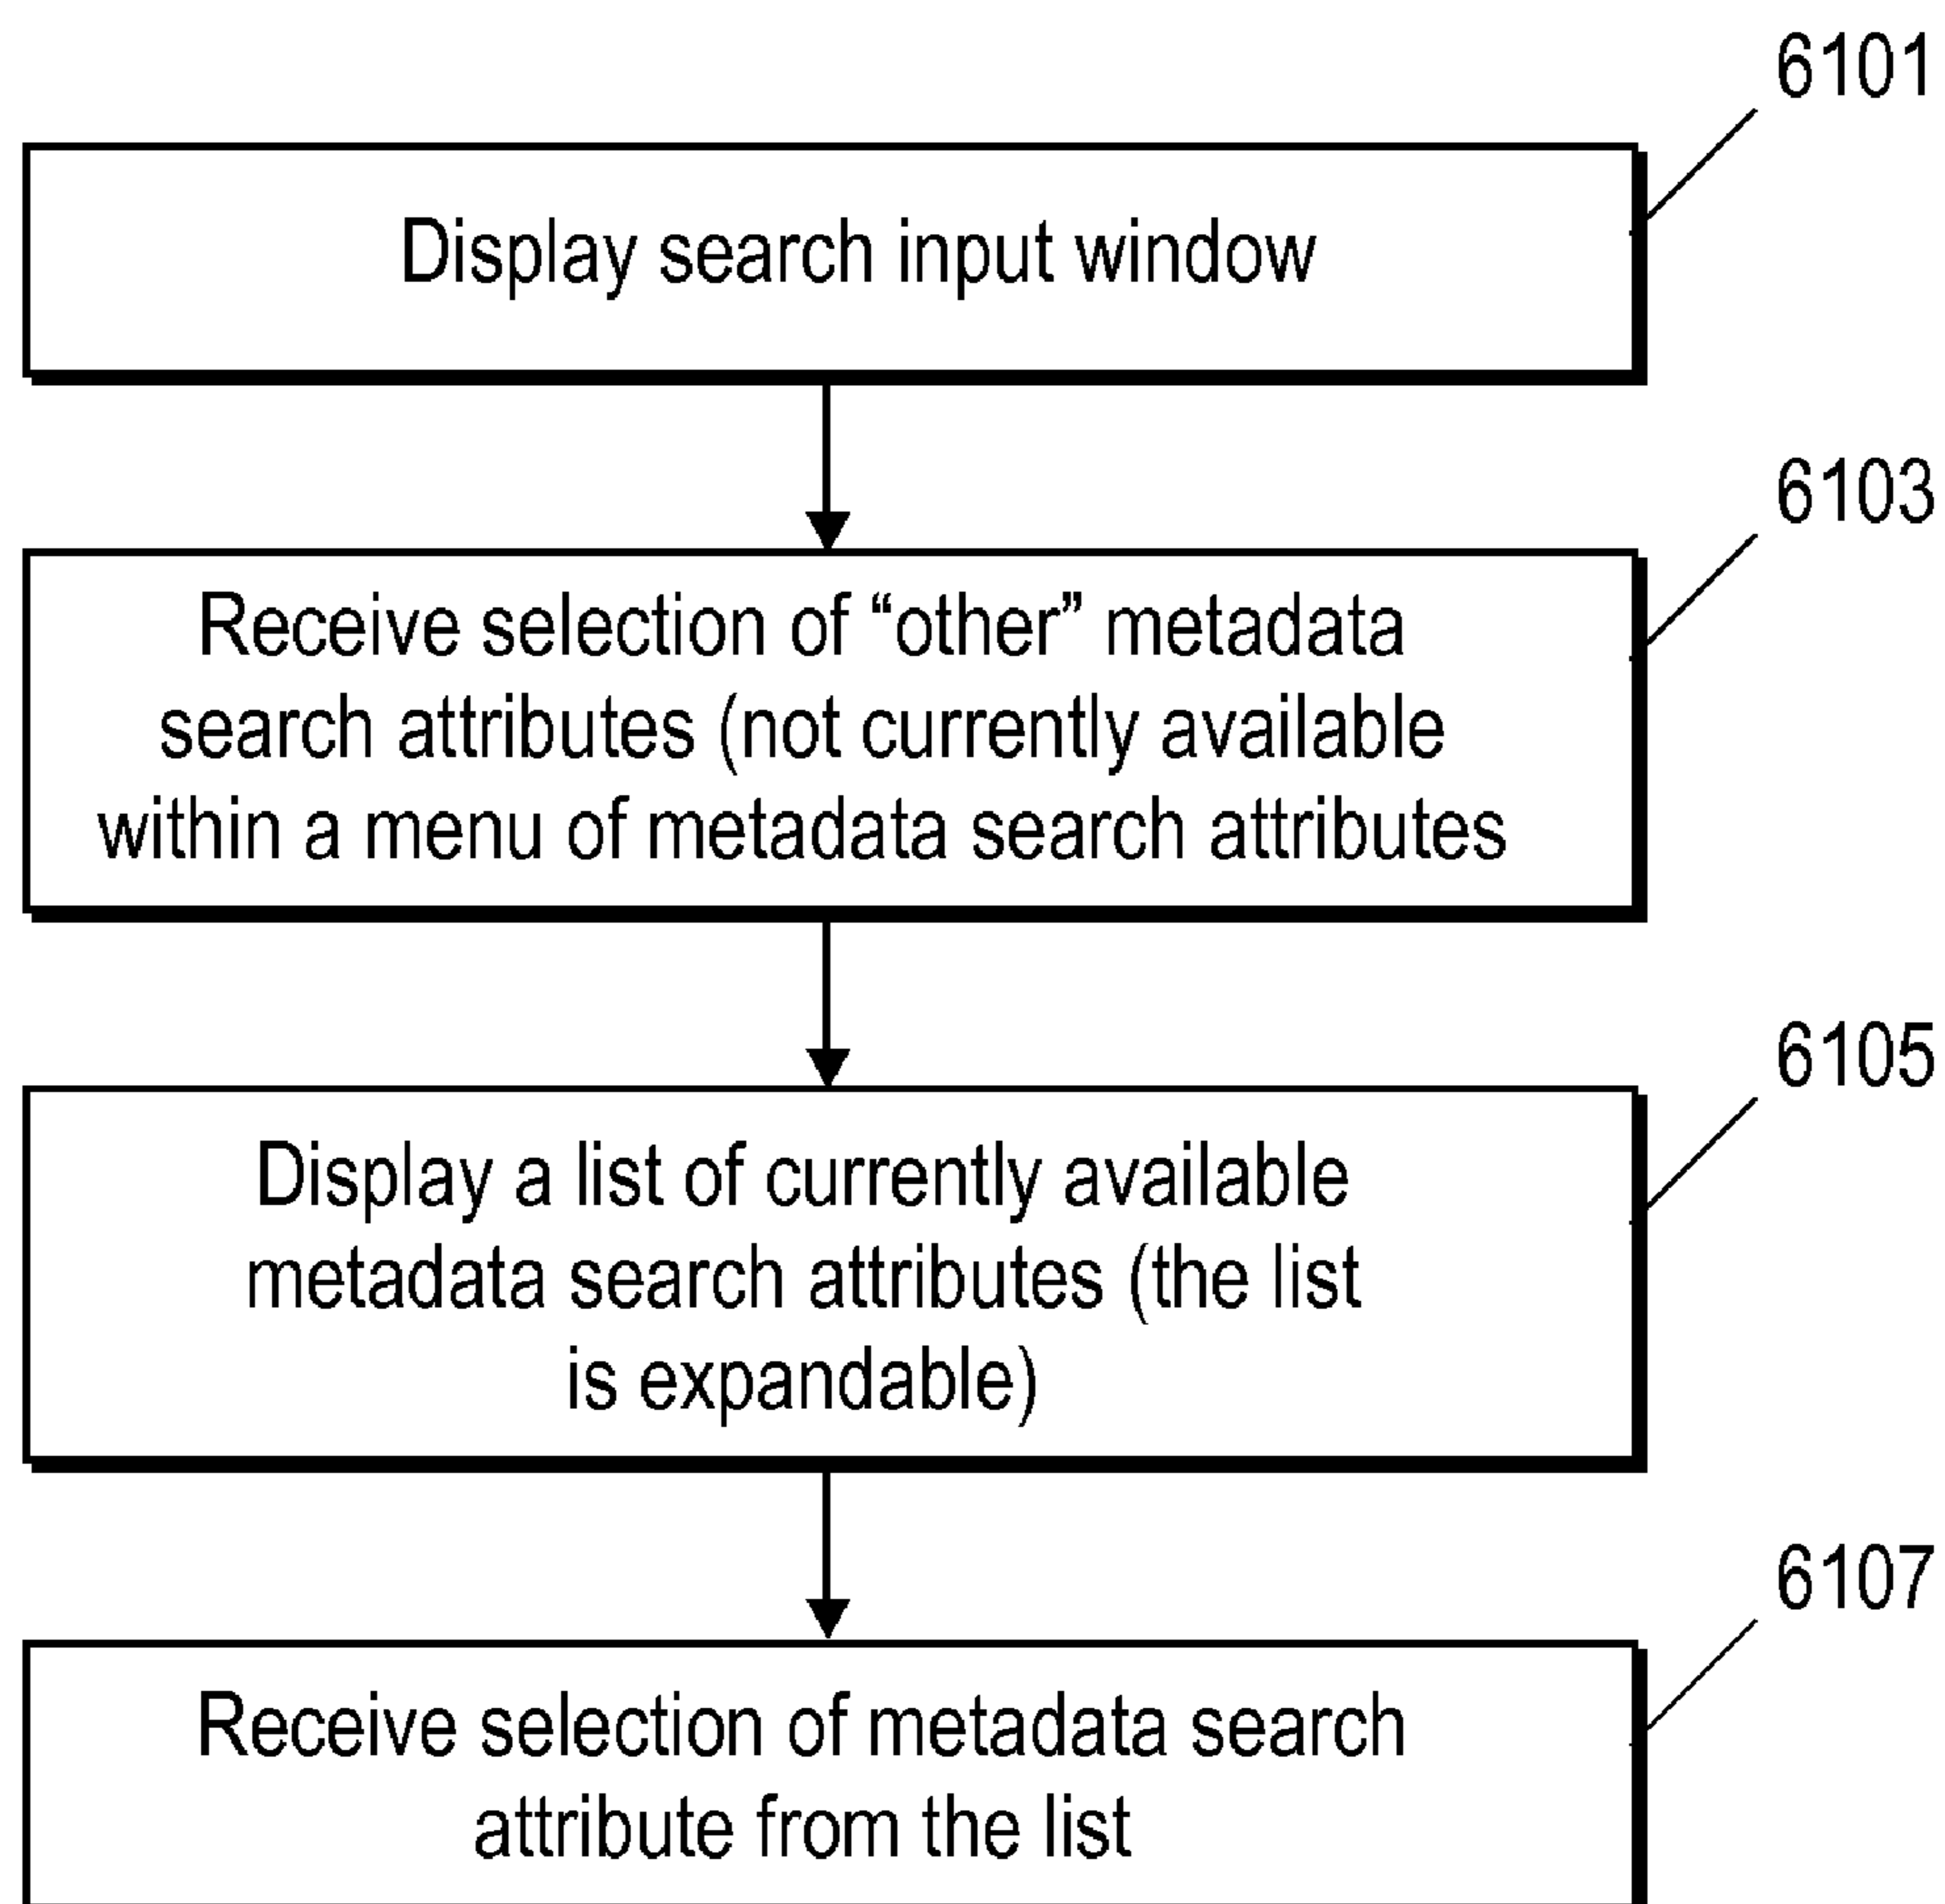 6101
Display search input window
6103
Receive selection of “other” metadata
search attributes (not currently available
within a menu of metadata search attributes
6105
Display a list of currently available
metadata search attributes (the list
is expandable)
6107
Receive selection of metadata search
attribute from the list